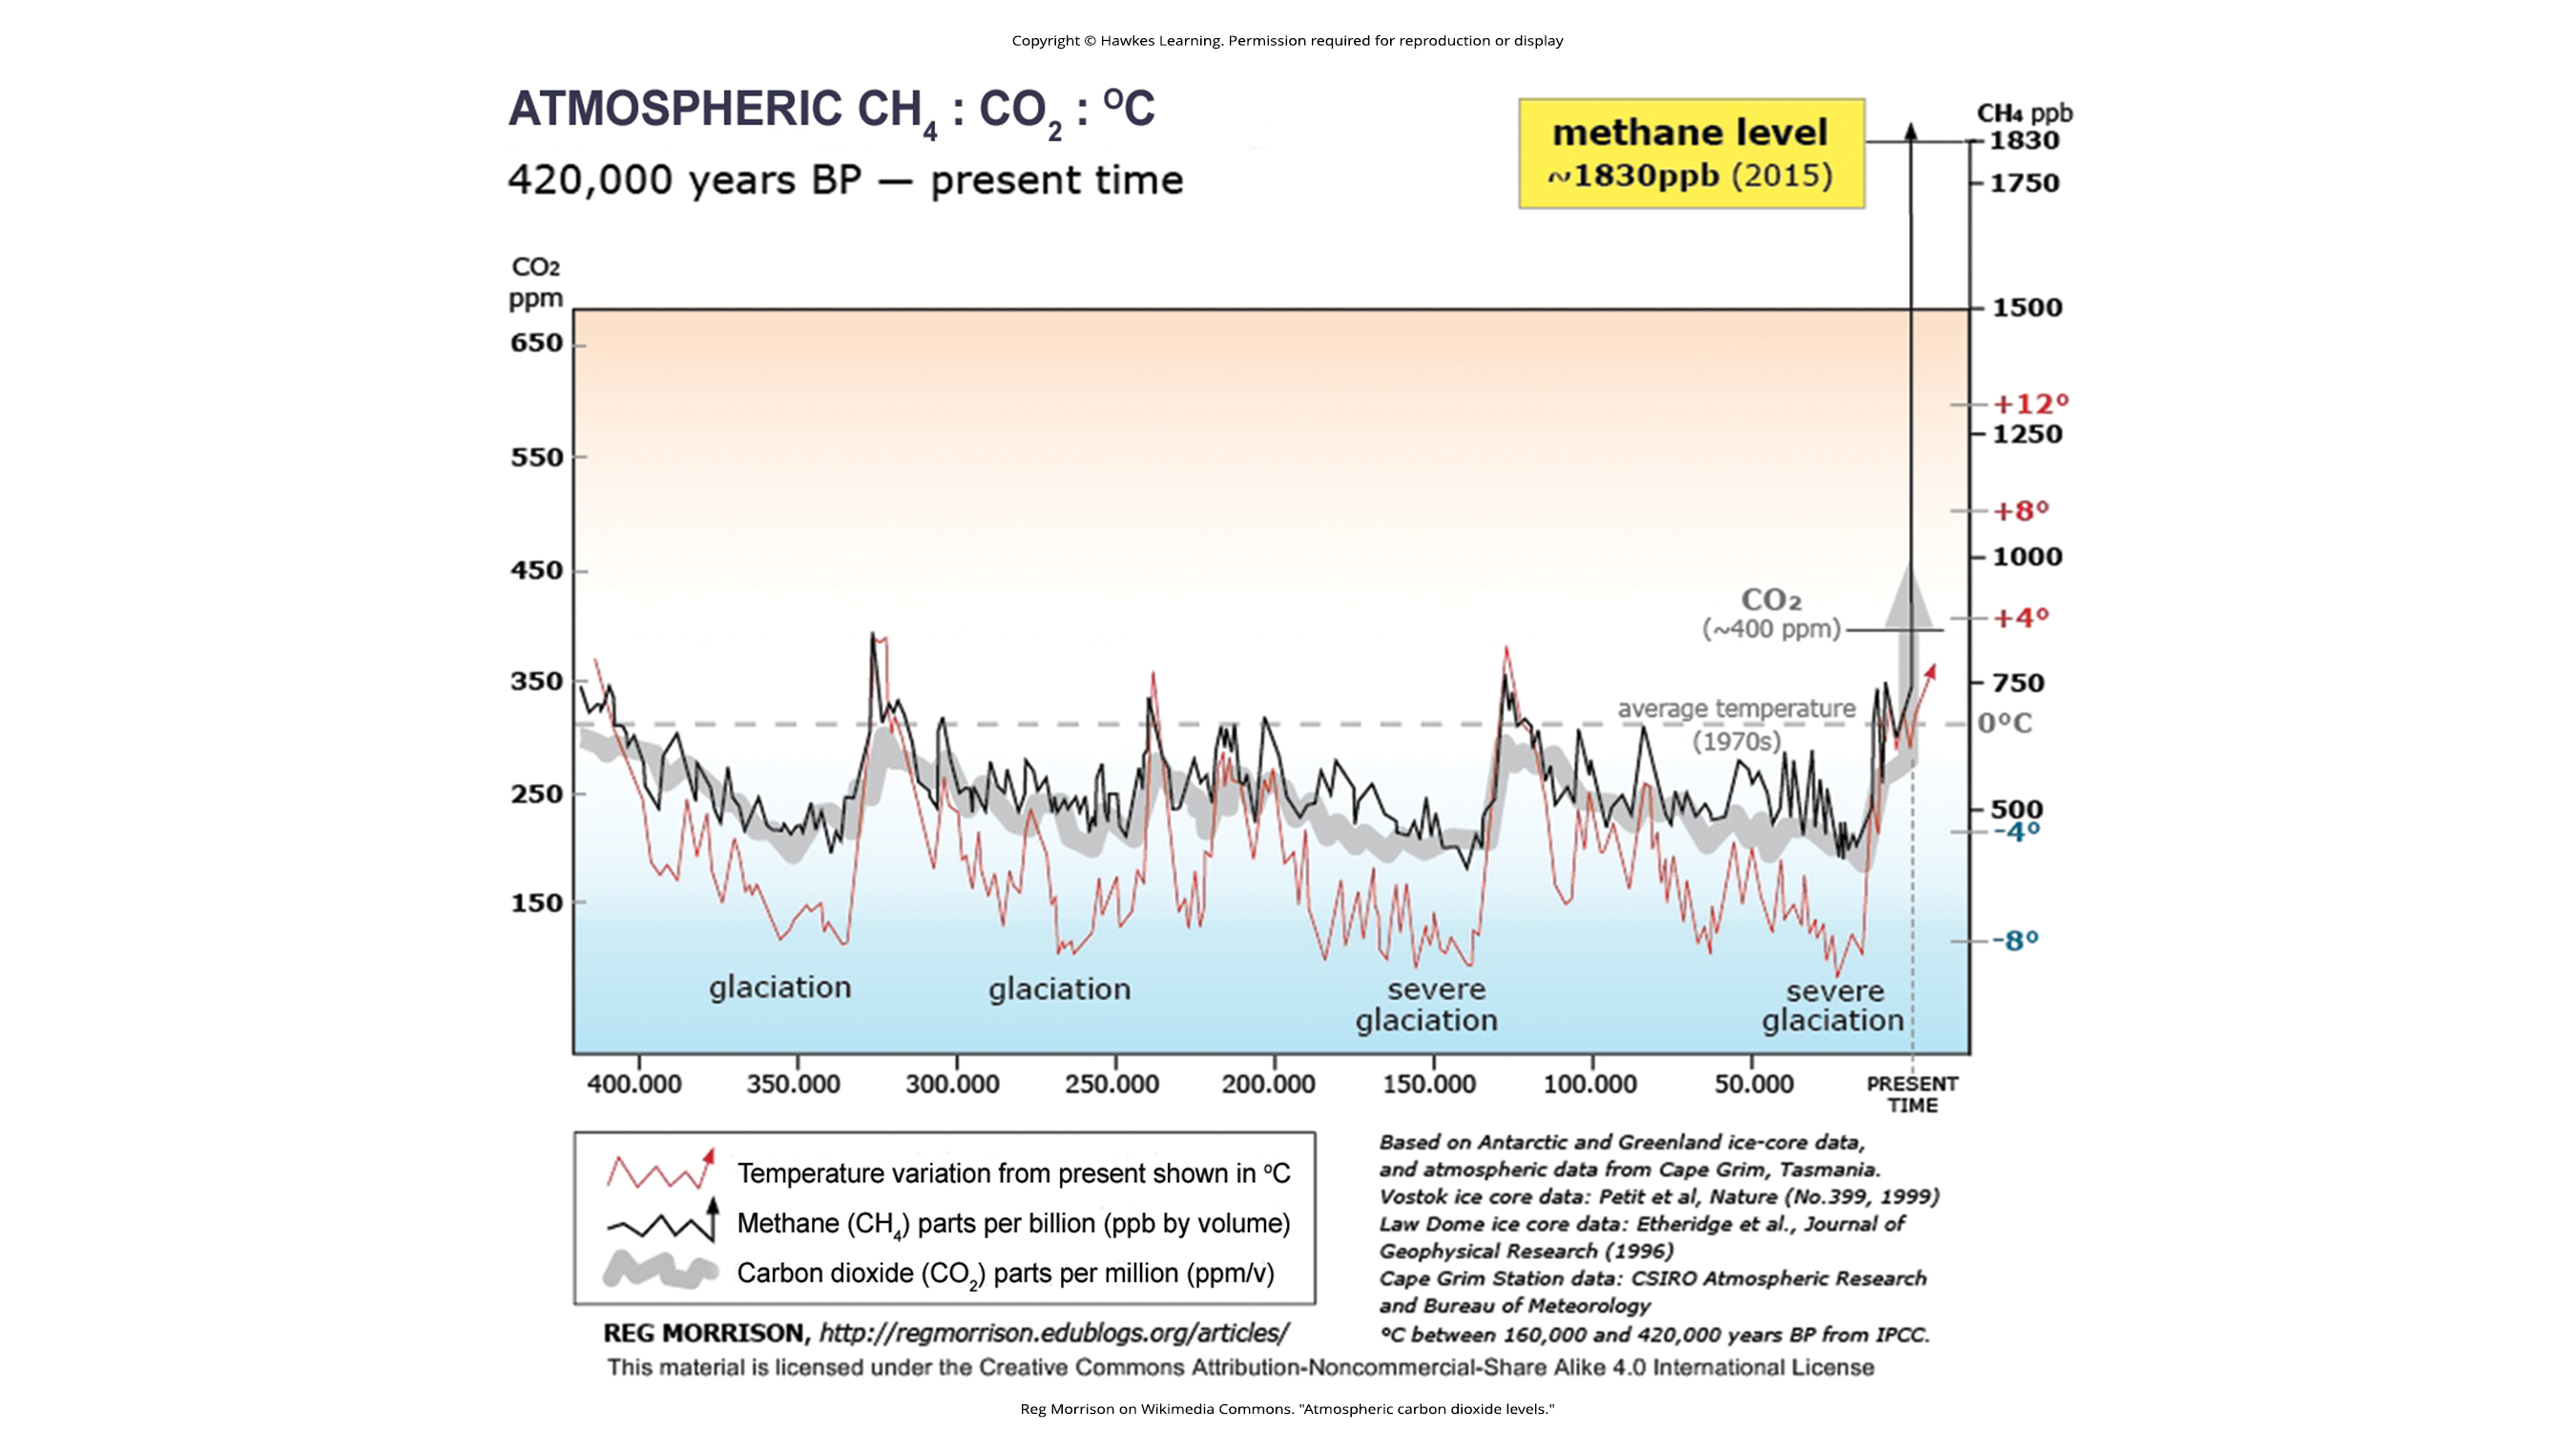 Copyright © Hawkes Learning. Permission required for reproduction or display
ATMOSPHERIC CH₄ : CO₂ : ᴼC
420,000 years BP — present time
methane level
~1830ppb (2015)
CH₄ ppb
1830
1750
1500
+12º
1250
+8º
1000
+4º
750
0ºC
500
-4º
-8º
CO₂
ppm
650
550
450
350
250
150
CO₂
(~400 ppm)
average temperature
(1970s)
glaciation
glaciation
severe
glaciation
severe
glaciation
400.000 350.000 300.000 250.000 200.000 150.000 100.000 50.000 PRESENT
TIME
Temperature variation from present shown in ºC
Methane (CH₄) parts per billion (ppb by volume)
Carbon dioxide (CO₂) parts per million (ppm/v)
Based on Antarctic and Greenland ice-core data,
and atmospheric data from Cape Grim, Tasmania.
Vostok ice core data: Petit et al, Nature (No.399, 1999)
Law Dome ice core data: Etheridge et al., Journal of
Geophysical Research (1996)
Cape Grim Station data: CSIRO Atmospheric Research
and Bureau of Meteorology
ºC between 160,000 and 420,000 years BP from IPCC.
REG MORRISON, http://regmorrison.edublogs.org/articles/
This material is licensed under the Creative Commons Attribution-Noncommercial-Share Alike 4.0 International License
Reg Morrison on Wikimedia Commons. "Atmospheric carbon dioxide levels."